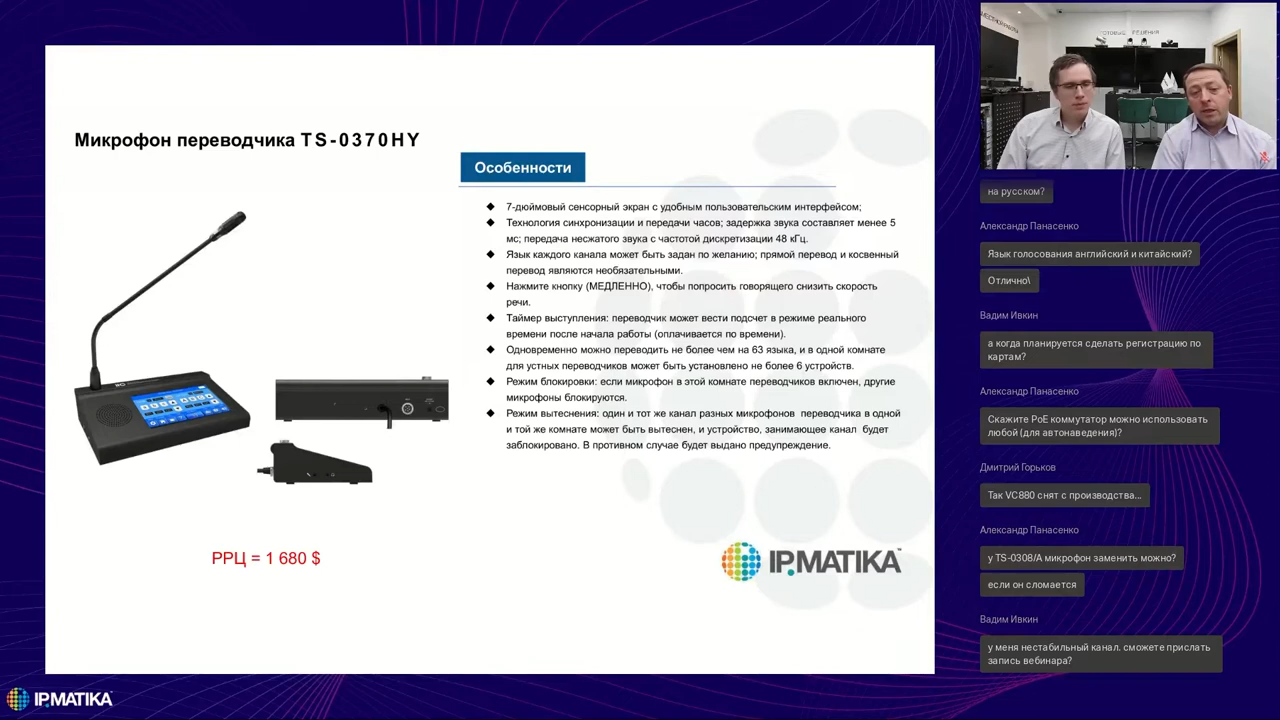 Микрофон переводчика TS-0370HY
Особенности
7-дюймовый сенсорный экран с удобным пользовательским интерфейсом;
Технология синхронизации и передачи часов; задержка звука составляет менее 5
мс; передача несжатого звука с частотой дискретизации 48 кГц.
Язык каждого канала может быть задан по желанию; прямой перевод и косвенный
перевод являются необязательными.
Нажмите кнопку (МЕДЛЕННО), чтобы попросить говорящего снизить скорость
речи.
Таймер выступления: переводчик может вести подсчет в режиме реального
времени после начала работы (оплачивается по времени).
Одновременно можно переводить не более чем на 63 языка, и в одной комнате
для устных переводчиков может быть установлено не более 6 устройств.
Режим блокировки: если микрофон в этой комнате переводчиков включен, другие
микрофоны блокируются.
Режим вытеснения: один и тот же канал разных микрофонов переводчика в одной
и той же комнате может быть вытеснен, и устройство, занимающее канал будет
заблокировано. В противном случае будет выдано предупреждение.
РРЦ = 1 680 $
IP.MATIKA
IP.MATIKA
ГОТОВЫЕ РЕШЕНИЯ
на русском?
Александр Панасенко
Язык голосования английский и китайский?
Отлично\
Вадим Ивкин
а когда планируется сделать регистрацию по
картам?
Александр Панасенко
Скажите PoE коммутатор можно использовать
любой (для автонаведения)?
Дмитрий Горьков
Так VC880 снят с производства...
Александр Панасенко
у TS-0308/A микрофон заменить можно?
если он сломается
Вадим Ивкин
у меня нестабильный канал. сможете прислать
запись вебинара?